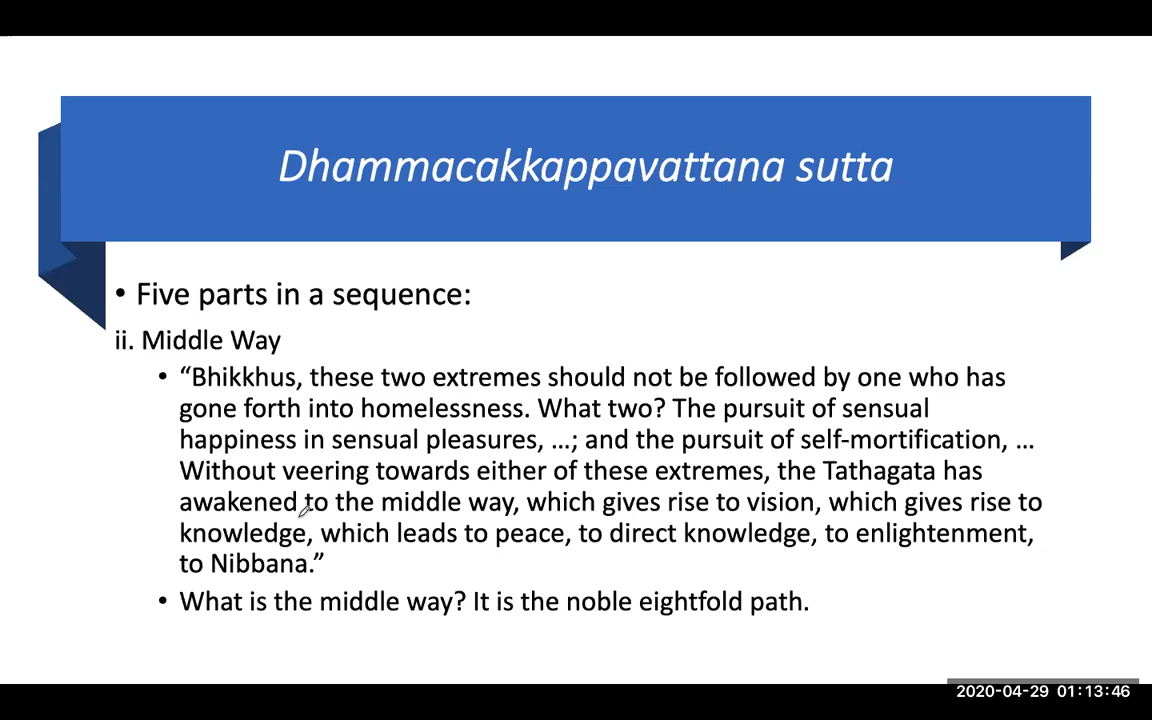 Dhammacakkappavattana sutta
• Five parts in a sequence:
ii. Middle Way
• “Bhikkhus, these two extremes should not be followed by one who has
gone forth into homelessness. What two? The pursuit of sensual
happiness in sensual pleasures, …; and the pursuit of self-mortification, …
Without veering towards either of these extremes, the Tathagata has
awakened to the middle way, which gives rise to vision, which gives rise to
knowledge, which leads to peace, to direct knowledge, to enlightenment,
to Nibbana.”
• What is the middle way? It is the noble eightfold path.
2020-04-29 01:13:46